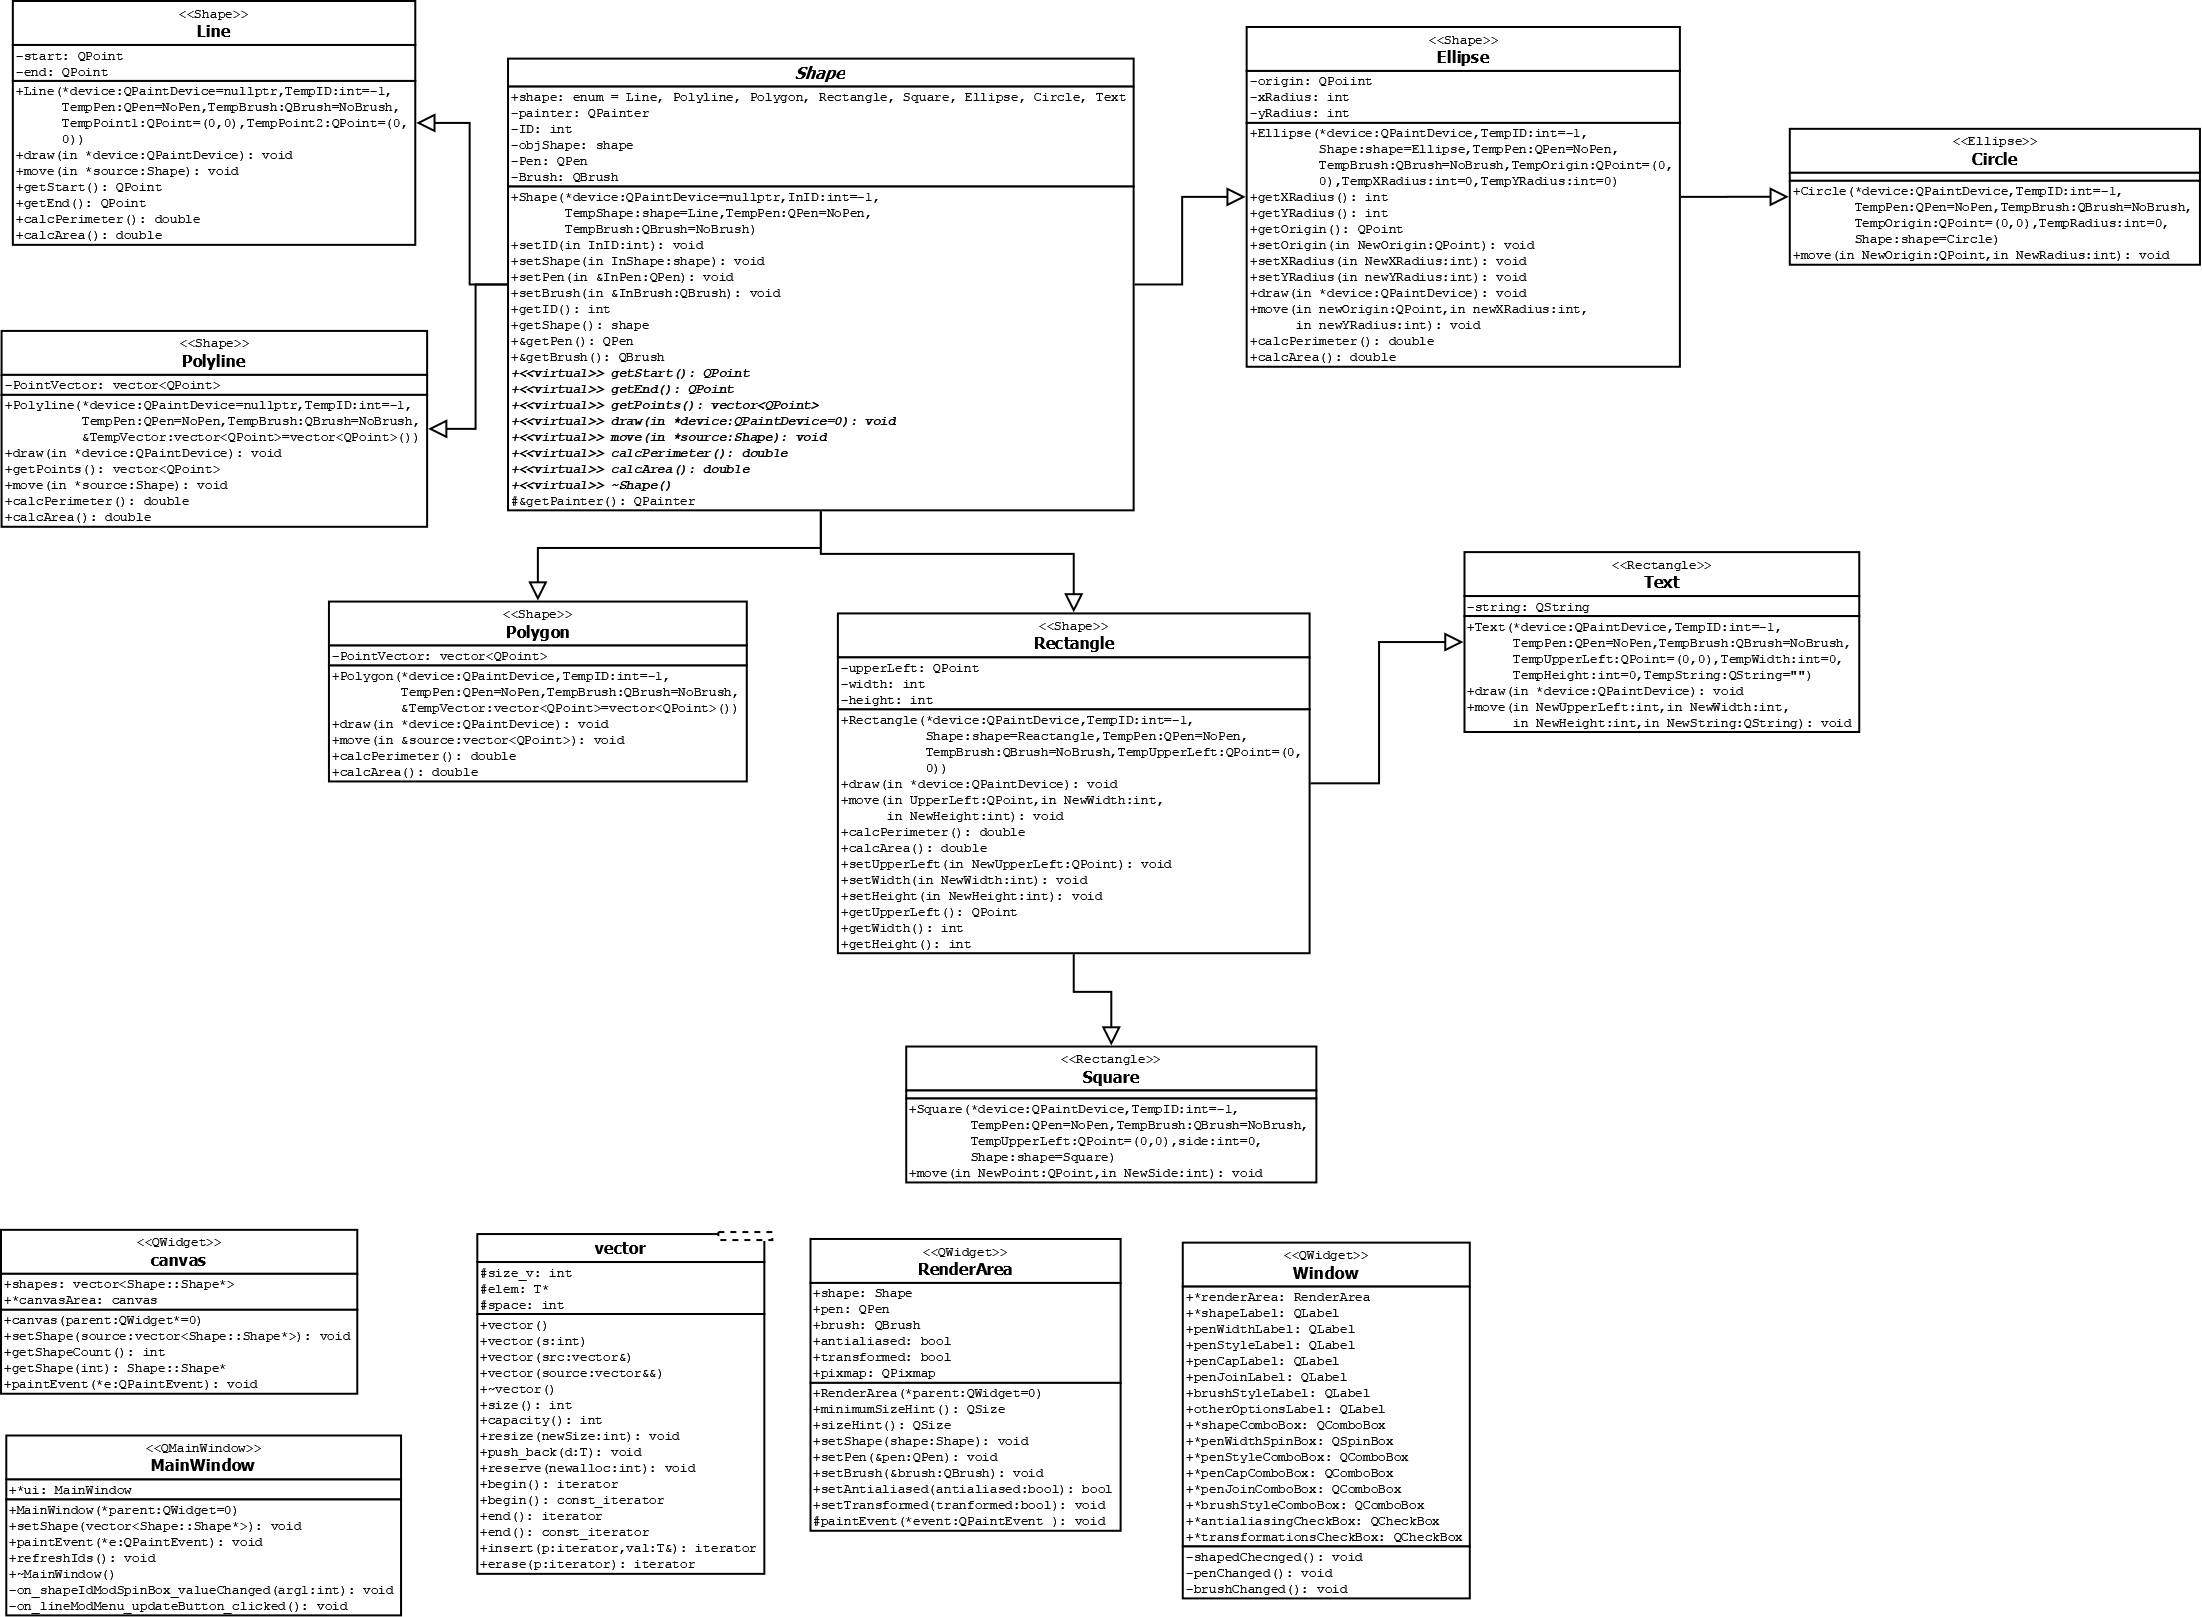 <<Shape>>
Line
-start: QPoint
-end: QPoint
+Line(*device:QPaintDevice=nullptr,TempID:int=-1,
TempPen:QPen=NoPen,TempBrush:QBrush=NoBrush,
TempPoint1:QPoint=(0,0),TempPoint2:QPoint=(0,
0))
+draw(in *device:QPaintDevice): void
+move(in *source:Shape): void
+getStart(): QPoint
+getEnd(): QPoint
+calcPerimeter(): double
+calcArea(): double
<<Shape>>
Polyline
-PointVector: vector<QPoint>
+Polyline(*device:QPaintDevice=nullptr,TempID:int=-1,
TempPen:QPen=NoPen,TempBrush:QBrush=NoBrush,
&TempVector:vector<QPoint>=vector<QPoint>())
+draw(in *device:QPaintDevice): void
+getPoints(): vector<QPoint>
+move(in *source:Shape): void
+calcPerimeter(): double
+calcArea(): double
Shape
+shape: enum = Line, Polyline, Polygon, Rectangle, Square, Ellipse, Circle, Text
-painter: QPainter
-ID: int
-objShape: shape
-Pen: QPen
-Brush: QBrush
+Shape(*device:QPaintDevice=nullptr,InID:int=-1,
TempShape:shape=Line,TempPen:QPen=NoPen,
TempBrush:QBrush=NoBrush)
+setID(in InID:int): void
+setShape(in InShape:shape): void
+setPen(in &InPen:QPen): void
+setBrush(in &InBrush:QBrush): void
+getID(): int
+getShape(): shape
+&getPen(): QPen
+&getBrush(): QBrush
+<<virtual>> getStart(): QPoint
+<<virtual>> getEnd(): QPoint
+<<virtual>> getPoints(): vector<QPoint>
+<<virtual>> draw(in *device:QPaintDevice=0): void
+<<virtual>> move(in *source:Shape): void
+<<virtual>> calcPerimeter(): double
+<<virtual>> calcArea(): double
+<<virtual>> ~Shape()
#&getPainter(): QPainter
<<Shape>>
Ellipse
-origin: QPoiint
-xRadius: int
-yRadius: int
+Ellipse(*device:QPaintDevice,TempID:int=-1,
Shape:shape=Ellipse,TempPen:QPen=NoPen,
TempBrush:QBrush=NoBrush,TempOrigin:QPoint=(0,
0),TempXRadius:int=0,TempYRadius:int=0)
+getXRadius(): int
+getYRadius(): int
+getOrigin(): QPoint
+setOrigin(in NewOrigin:QPoint): void
+setXRadius(in NewXRadius:int): void
+setYRadius(in newYRadius:int): void
+draw(in *device:QPaintDevice): void
+move(in newOrigin:QPoint,in newXRadius:int,
in newYRadius:int): void
+calcPerimeter(): double
+calcArea(): double
<<Ellipse>>
Circle
+Circle(*device:QPaintDevice,TempID:int=-1,
TempPen:QPen=NoPen,TempBrush:QBrush=NoBrush,
TempOrigin:QPoint=(0,0),TempRadius:int=0,
Shape:shape=Circle)
+move(in NewOrigin:QPoint,in NewRadius:int): void
<<Shape>>
Polygon
-PointVector: vector<QPoint>
+Polygon(*device:QPaintDevice,TempID:int=-1,
TempPen:QPen=NoPen,TempBrush:QBrush=NoBrush,
&TempVector:vector<QPoint>=vector<QPoint>())
+draw(in *device:QPaintDevice): void
+move(in &source:vector<QPoint>): void
+calcPerimeter(): double
+calcArea(): double
<<Shape>>
Rectangle
-upperLeft: QPoint
-width: int
-height: int
+Rectangle(*device:QPaintDevice,TempID:int=-1,
Shape:shape=Reactangle,TempPen:QPen=NoPen,
TempBrush:QBrush=NoBrush,TempUpperLeft:QPoint=(0,
0))
+draw(in *device:QPaintDevice): void
+move(in UpperLeft:QPoint,in NewWidth:int,
in NewHeight:int): void
+calcPerimeter(): double
+calcArea(): double
+setUpperLeft(in NewUpperLeft:QPoint): void
+setWidth(in NewWidth:int): void
+setHeight(in NewHeight:int): void
+getUpperLeft(): QPoint
+getWidth(): int
+getHeight(): int
<<Rectangle>>
Text
-string: QString
+Text(*device:QPaintDevice,TempID:int=-1,
TempPen:QPen=NoPen,TempBrush:QBrush=NoBrush,
TempUpperLeft:QPoint=(0,0),TempWidth:int=0,
TempHeight:int=0,TempString:QString="")
+draw(in *device:QPaintDevice): void
+move(in NewUpperLeft:int,in NewWidth:int,
in NewHeight:int,in NewString:QString): void
<<Rectangle>>
Square
+Square(*device:QPaintDevice,TempID:int=-1,
TempPen:QPen=NoPen,TempBrush:QBrush=NoBrush,
TempUpperLeft:QPoint=(0,0),side:int=0,
Shape:shape=Square)
+move(in NewPoint:QPoint,in NewSide:int): void
<<QWidget>>
canvas
+shapes: vector<Shape::Shape*>
+*canvasArea: canvas
+canvas(parent:QWidget*=0)
+setShape(source:vector<Shape::Shape*>): void
+getShapeCount(): int
+getShape(int): Shape::Shape*
+paintEvent(*e:QPaintEvent): void
<<QMainWindow>>
MainWindow
+*ui: MainWindow
+MainWindow(*parent:QWidget=0)
+setShape(vector<Shape::Shape*>): void
+paintEvent(*e:QPaintEvent): void
+refreshIds(): void
+~MainWindow()
-on_shapeIdModSpinBox_valueChanged(arg1:int): void
-on_lineModMenu_updateButton_clicked(): void
vector
#size_v: int
#elem: T*
#space: int
+vector()
+vector(s:int)
+vector(src:vector&)
+vector(source:vector&&)
+~vector()
+size(): int
+capacity(): int
+resize(newSize:int): void
+push_back(d:T): void
+reserve(newalloc:int): void
+begin(): iterator
+begin(): const_iterator
+end(): iterator
+end(): const_iterator
+insert(p:iterator,val:T&): iterator
+erase(p:iterator): iterator
<<QWidget>>
RenderArea
+shape: Shape
+pen: QPen
+brush: QBrush
+antialiased: bool
+transformed: bool
+pixmap: QPixmap
+RenderArea(*parent:QWidget=0)
+minimumSizeHint(): QSize
+sizeHint(): QSize
+setShape(shape:Shape): void
+setPen(&pen:QPen): void
+setBrush(&brush:QBrush): void
+setAntialiased(antialiased:bool): bool
+setTransformed(tranformed:bool): void
#paintEvent(*event:QPaintEvent ): void
<<QWidget>>
Window
+*renderArea: RenderArea
+*shapeLabel: QLabel
+penWidthLabel: QLabel
+penStyleLabel: QLabel
+penCapLabel: QLabel
+penJoinLabel: QLabel
+brushStyleLabel: QLabel
+otherOptionsLabel: QLabel
+*shapeComboBox: QComboBox
+*penWidthSpinBox: QSpinBox
+*penStyleComboBox: QComboBox
+*penCapComboBox: QComboBox
+*penJoinComboBox: QComboBox
+*brushStyleComboBox: QComboBox
+*antialiasingCheckBox: QCheckBox
+*transformationsCheckBox: QCheckBox
-shapedChecnged(): void
-penChanged(): void
-brushChanged(): void